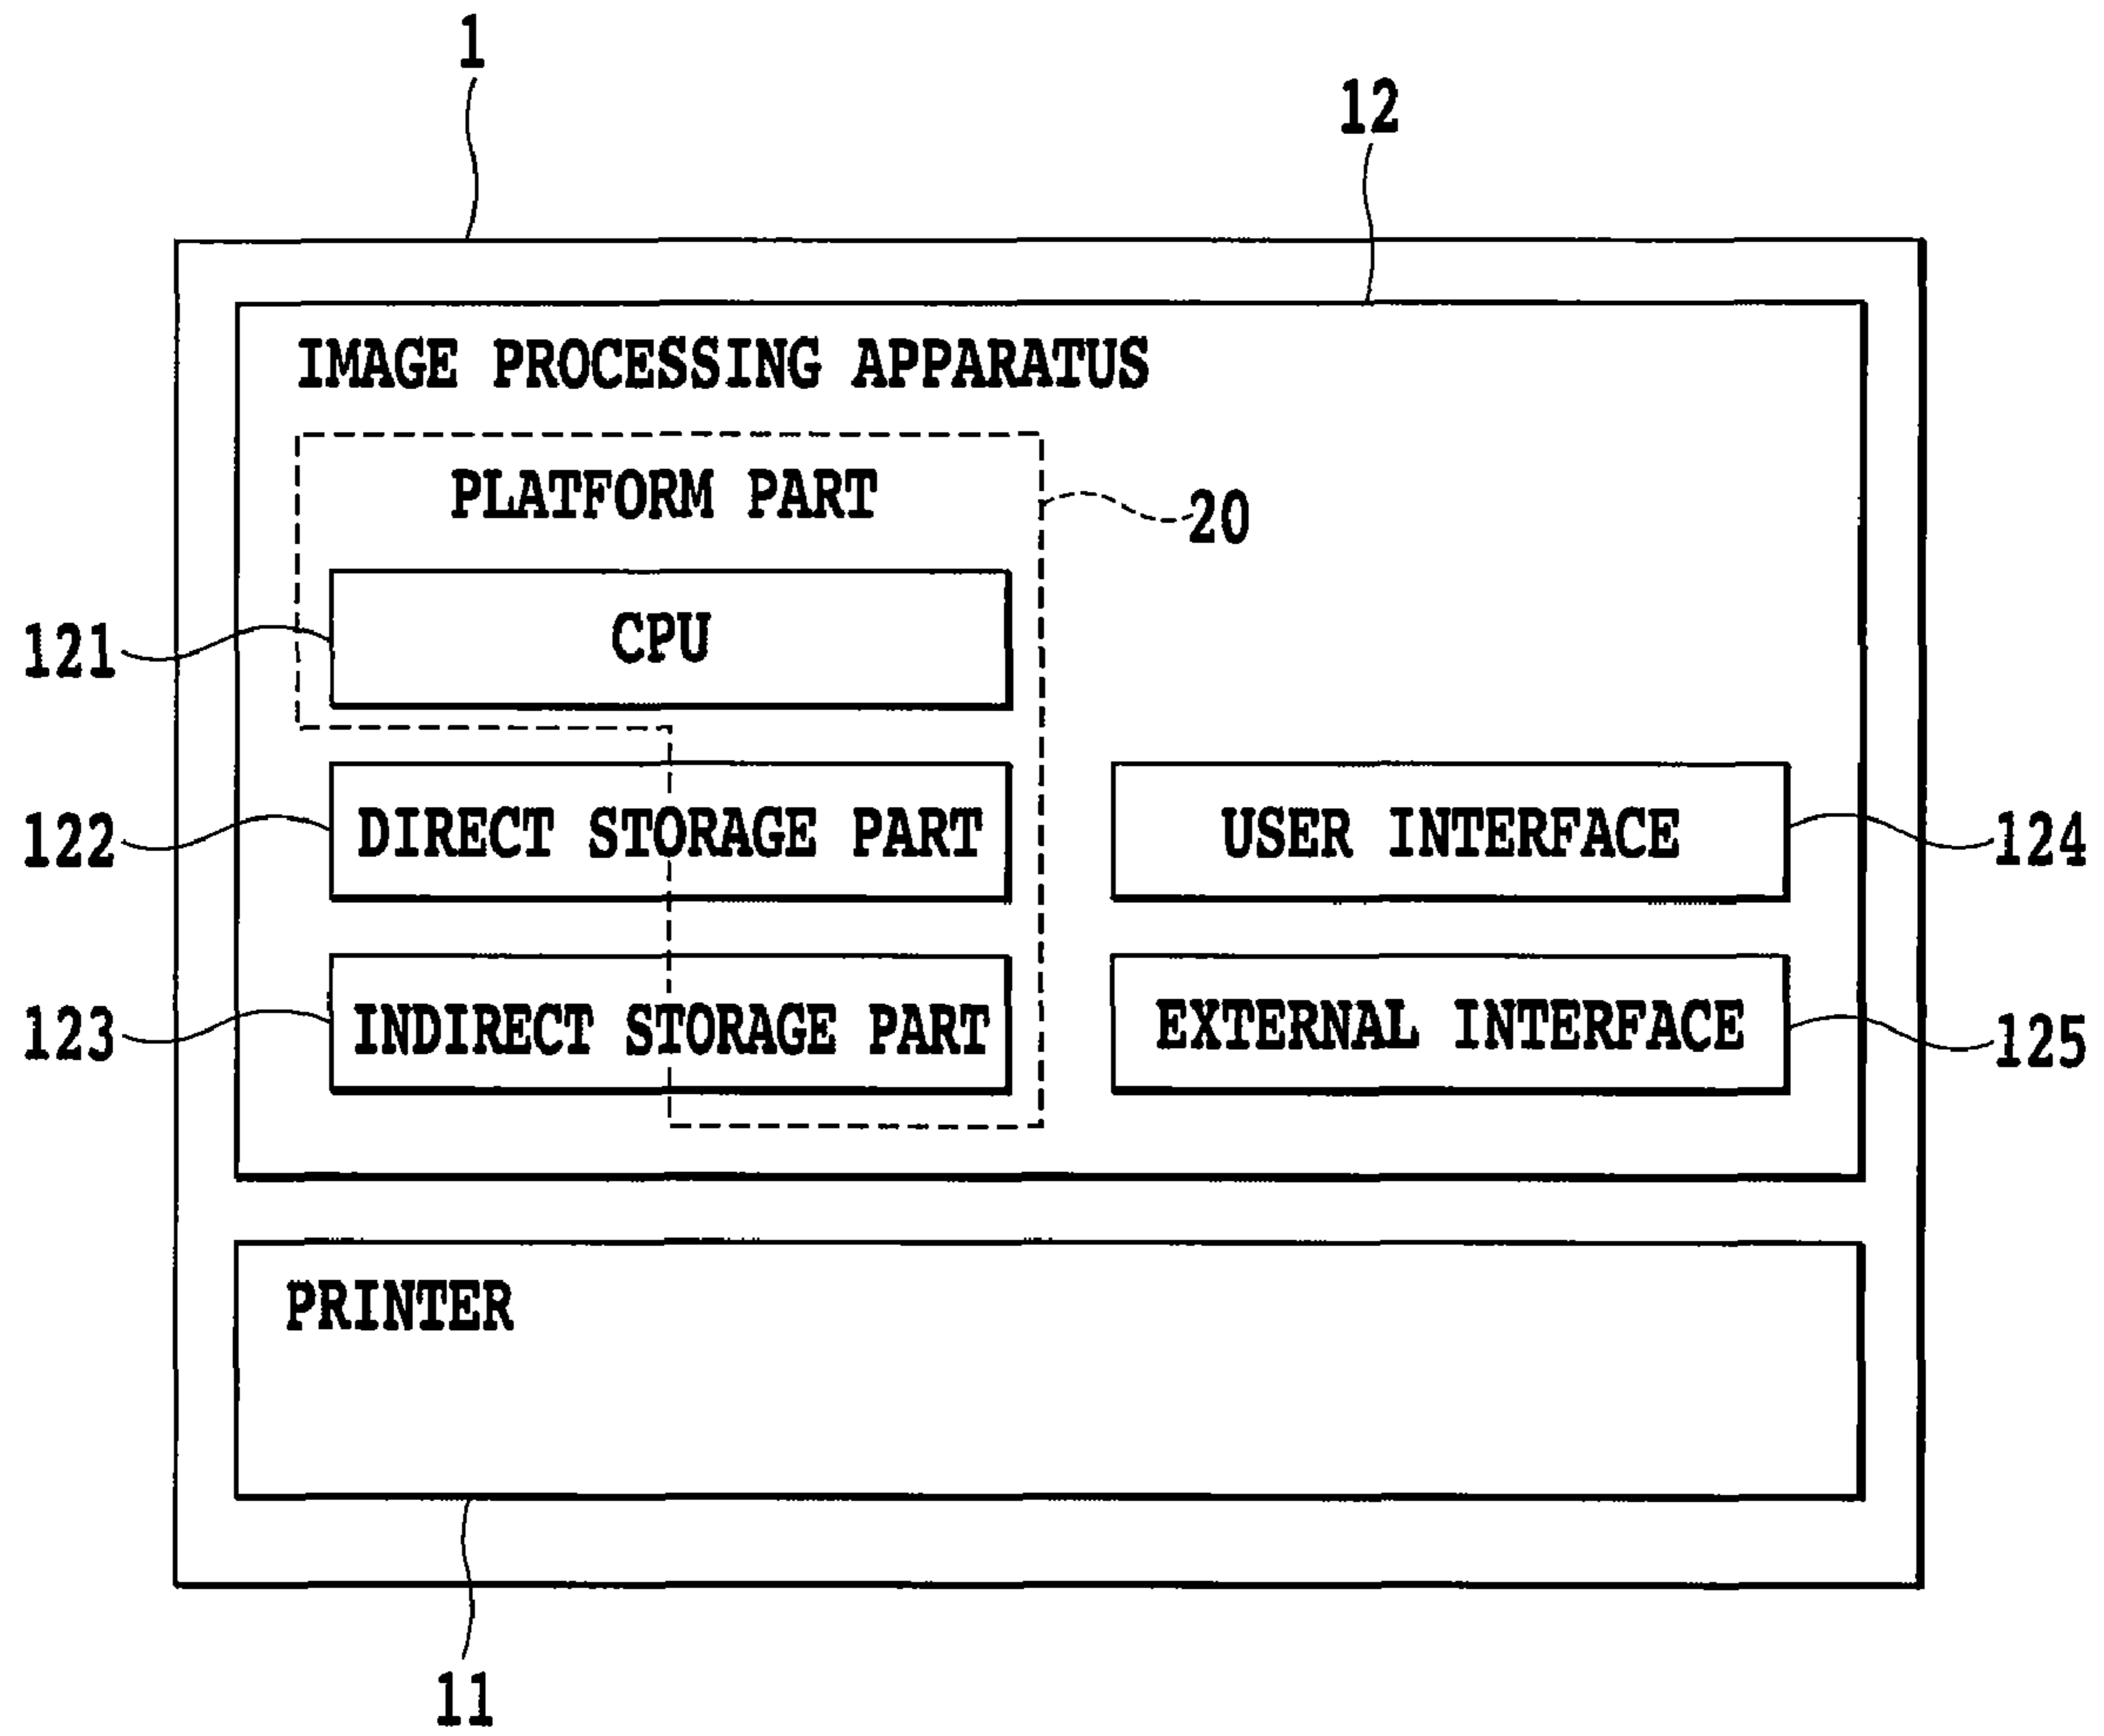 1
12
IMAGE PROCESSING APPARATUS
PLATFORM PART
20
CPU
121
DIRECT STORAGE PART
122
USER INTERFACE
124
INDIRECT STORAGE PART
123
EXTERNAL INTERFACE
125
PRINTER
11